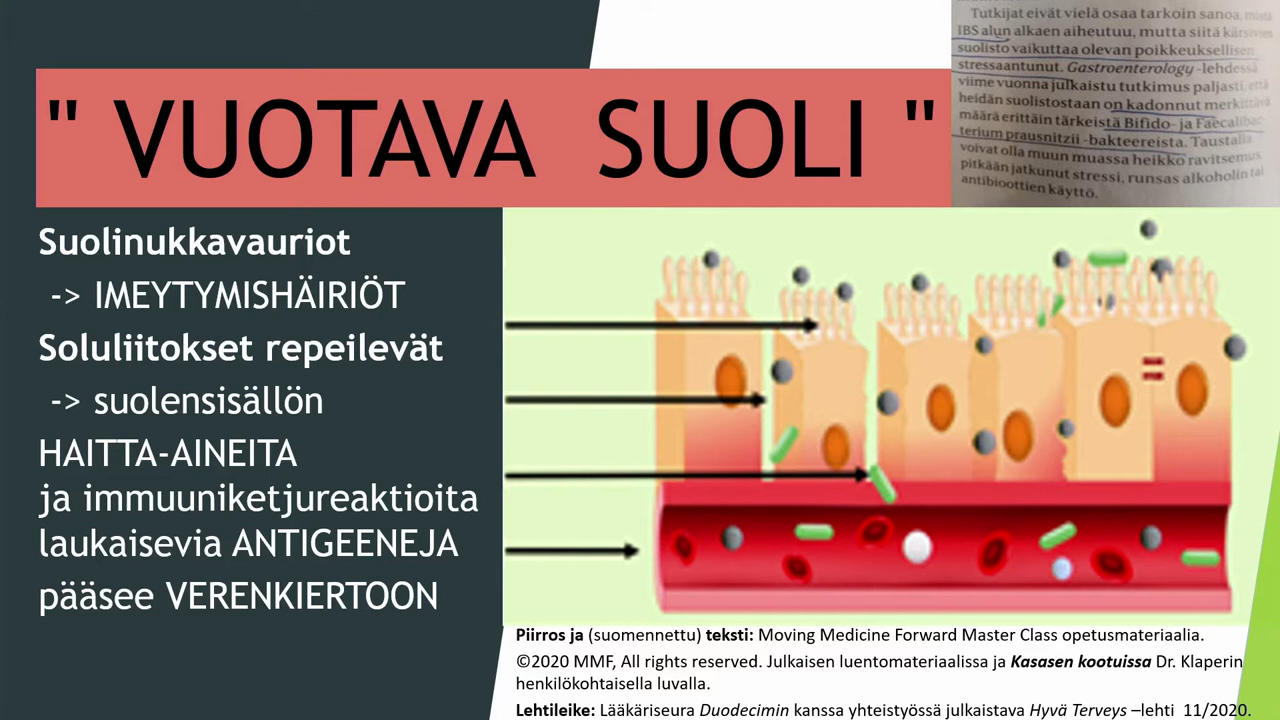 " VUOTAVA SUOLI "
Tutkijat eivät vielä osaa tarkoin sanoa, mistä
IBS alun alkaen aiheutuu, mutta siitä kärsivien
suolisto vaikuttaa olevan poikkeuksellisen
stressaantunut. Gastroenterology -lehdessä
viime vuonna julkaistu tutkimus paljasti, että
heidän suolistostaan on kadonnut merkittävä
määrä erittäin tärkeistä Bifido- ja Faecalibac-
terium prausnitzii -bakteereista. Taustalla
voivat olla muun muassa heikko ravitsemus,
pitkään jatkunut stressi, runsas alkoholin tai
antibioottien käyttö.
Suolinukkavauriot
-> IMEYTYMISHÄIRIÖT
Soluliitokset repeilevät
-> suolensisällön
HAITTA-AINEITA
ja immuuniketjureaktioita
laukaisevia ANTIGEENEJA
pääsee VERENKIERTOON
Piirros ja (suomennettu) teksti: Moving Medicine Forward Master Class opetusmateriaalia.
©2020 MMF, All rights reserved. Julkaisen luentomateriaalissa ja Kasasen kootuissa Dr. Klaperin
henkilökohtaisella luvalla.
Lehtileike: Lääkäriseura Duodecimin kanssa yhteistyössä julkaistava Hyvä Terveys –lehti 11/2020.